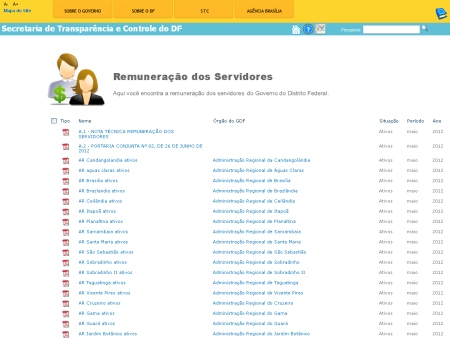 A- A+
Mapa do Site
SOBRE O GOVERNO
SOBRE O DF
STC
AGÊNCIA BRASÍLIA
Secretaria de Transparência e Controle do DF
Pesquisar
Remuneração dos Servidores
Aqui você encontra a remuneração dos servidores do Governo do Distrito Federal.
Tipo Nome Órgão do GDF Situação Período Ano
A.1 - NOTA TÉCNICA REMUNERAÇÃO DOS SERVIDORES Ativos maio 2012
A.2 - PORTARIA CONJUNTA Nº 02, DE 26 DE JUNHO DE 2012 Ativos maio 2012
AR Candangolandia ativos Administração Regional da Candangolândia Ativos maio 2012
AR aguas claras ativos Administração Regional de Águas Claras Ativos maio 2012
AR Brasília ativos Administração Regional de Brasília Ativos maio 2012
AR Brazlandia ativos Administração Regional de Brazlândia Ativos maio 2012
AR Ceilândia ativos Administração Regional de Ceilândia Ativos maio 2012
AR Itapoã ativos Administração Regional de Itapoã Ativos maio 2012
AR Planaltina ativos Administração Regional de Planaltina Ativos maio 2012
AR Samambaia ativos Administração Regional de Samambaia Ativos maio 2012
AR Santa Maria ativos Administração Regional de Santa Maria Ativos maio 2012
AR São Sebastião ativos Administração Regional de São Sebastião Ativos maio 2012
AR Sobradinho ativos Administração Regional de Sobradinho Ativos maio 2012
AR Sobradinho II ativos Administração Regional de Sobradinho II Ativos maio 2012
AR Taguatinga ativos Administração Regional de Taguatinga Ativos maio 2012
AR Vicente Pires ativos Administração Regional de Vicente Pires Ativos maio 2012
AR Cruzeiro ativos Administração Regional do Cruzeiro Ativos maio 2012
AR Gama ativos Administração Regional do Gama Ativos maio 2012
AR Guará ativos Administração Regional do Guará Ativos maio 2012
AR Jardim Botânico ativos Administração Regional do Jardim Botânico Ativos maio 2012